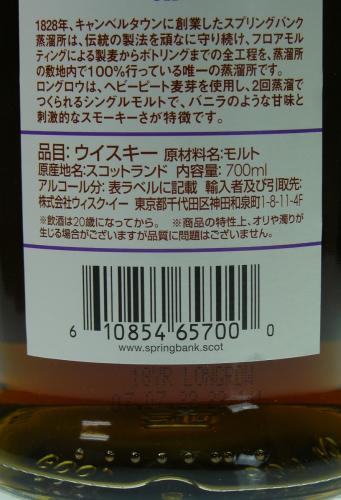 1828年、キャンベルタウンに創業したスプリングバンク
蒸溜所は、伝統の製法を頑なに守り続け、フロアモル
ティングによる製麦からボトリングまでの全工程を、蒸溜所
の敷地内で100%行っている唯一の蒸溜所です。
ロングロウは、ヘビーピート麦芽を使用し、2回蒸溜で
つくられるシングルモルトで、バニラのような甘味と
刺激的なスモーキーさが特徴です。
品目：ウイスキー 原材料名：モルト
原産地名：スコットランド 内容量：700ml
アルコール分：表ラベルに記載 輸入者及び引取先：
株式会社ウィスク・イー 東京都千代田区神田和泉町1-8-11-4F
※飲酒は20歳になってから。 ※商品の特性上、オリや濁りが
生じる場合がございますが品質に問題はございません。
6 10854 65700 0
www.springbank.scot
18YR LONGROW